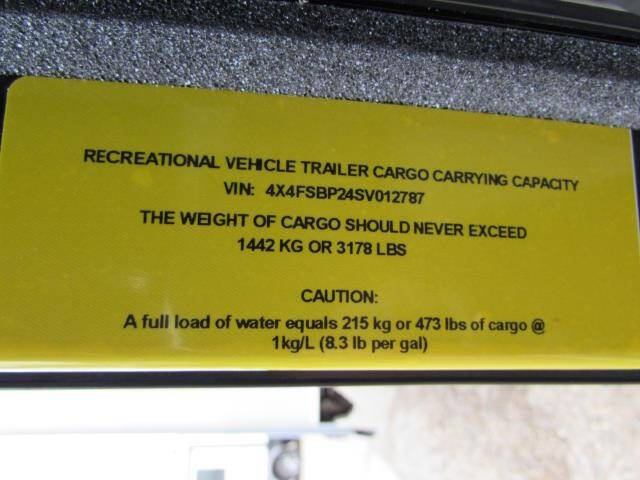 RECREATIONAL VEHICLE TRAILER CARGO CARRYING CAPACITY
VIN: 4X4FSBP24SV012787
THE WEIGHT OF CARGO SHOULD NEVER EXCEED
1442 KG OR 3178 LBS
CAUTION:
A full load of water equals 215 kg or 473 lbs of cargo @
1kg/L (8.3 lb per gal)